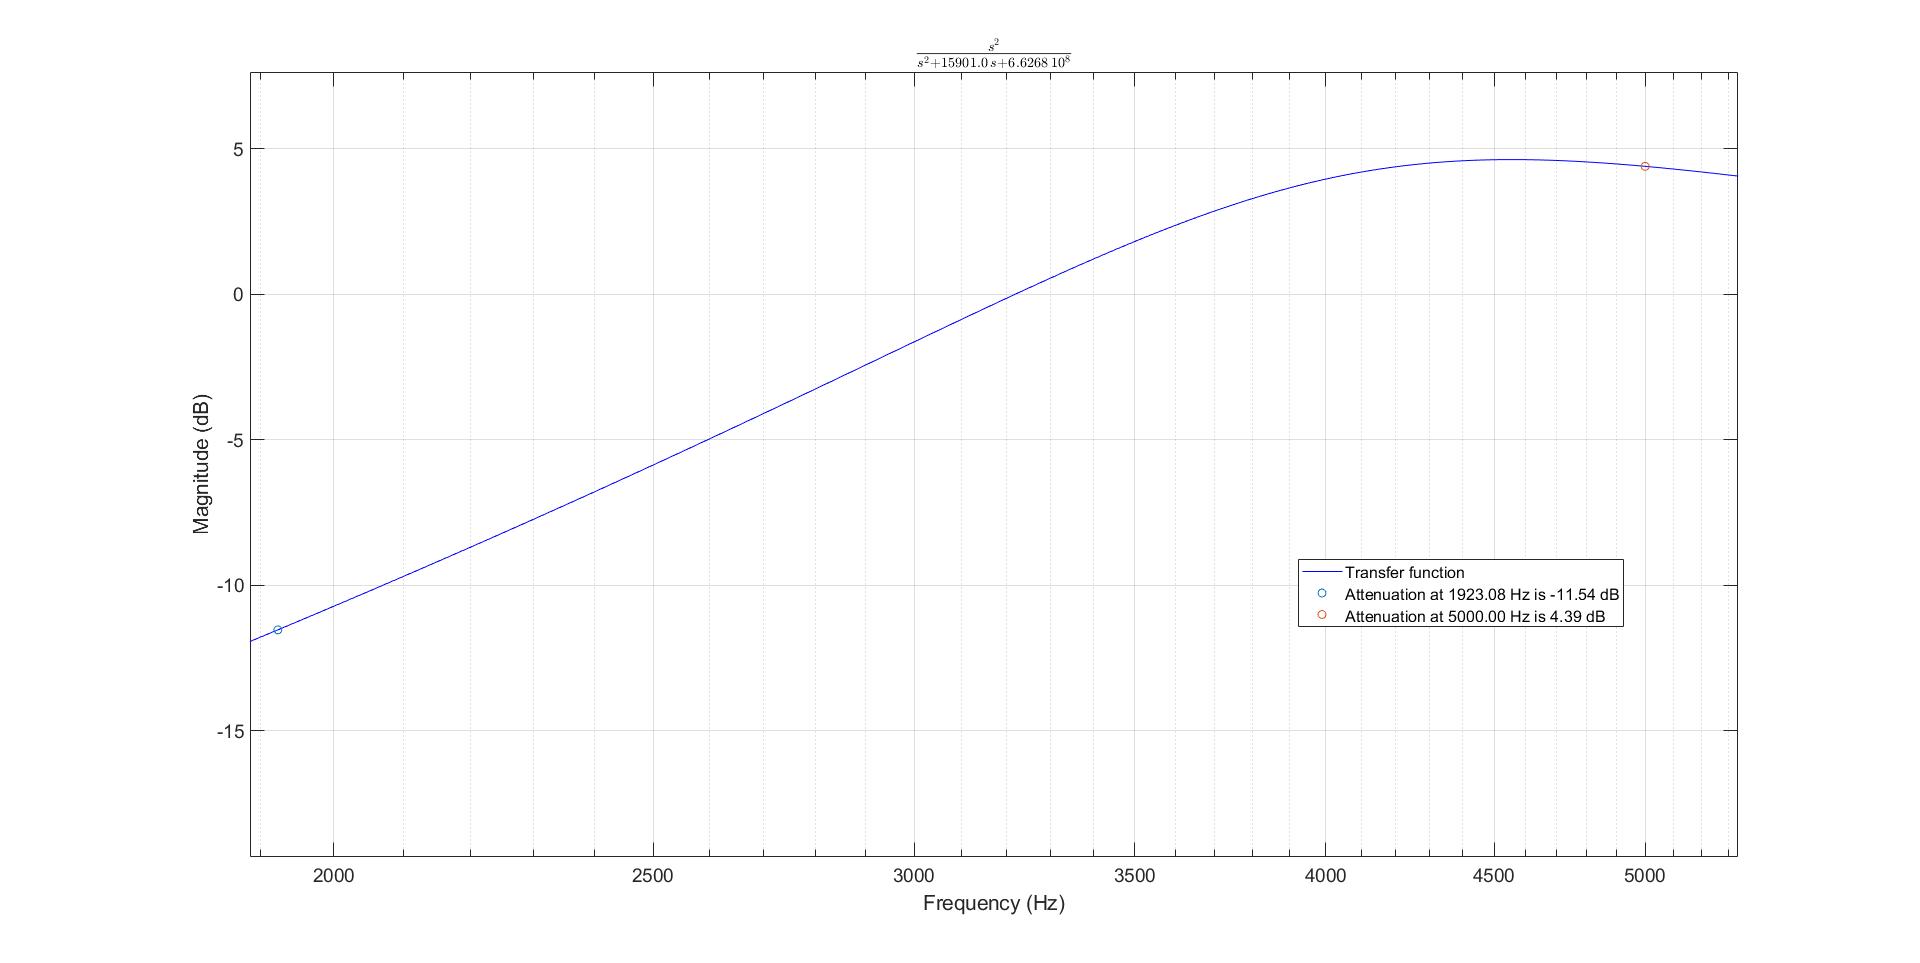 s²
s²+15901.0 s+6.6268 10⁸
5
0
-5
-10
-15
Magnitude (dB)
Transfer function
Attenuation at 1923.08 Hz is -11.54 dB
Attenuation at 5000.00 Hz is 4.39 dB
2000 2500 3000 3500 4000 4500 5000
Frequency (Hz)